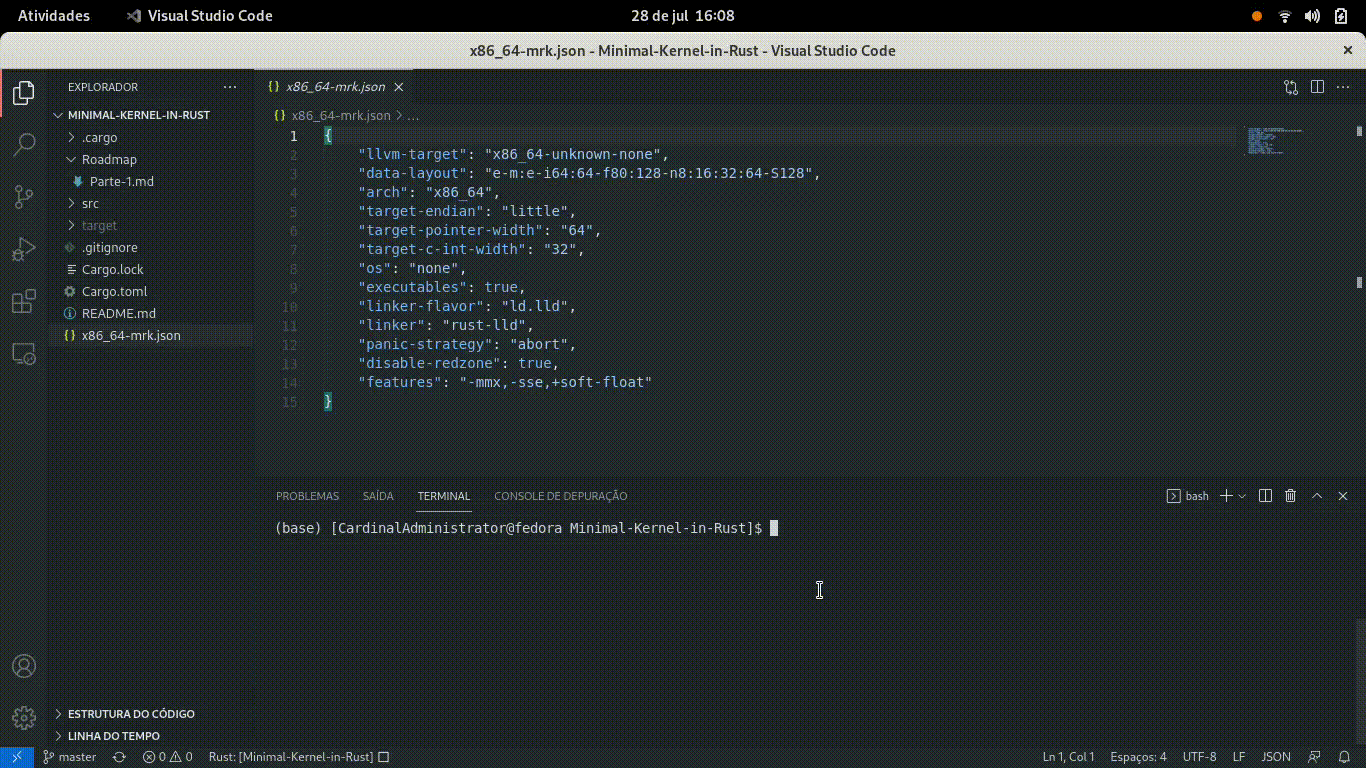 Atividades Visual Studio Code 28 de jul 16:08
x86_64-mrk.json - Minimal-Kernel-in-Rust - Visual Studio Code
EXPLORADOR
MINIMAL-KERNEL-IN-RUST
.cargo
Roadmap
Parte-1.md
src
target
.gitignore
Cargo.lock
Cargo.toml
README.md
x86_64-mrk.json
ESTRUTURA DO CÓDIGO
LINHA DO TEMPO
x86_64-mrk.json
x86_64-mrk.json > ...
1 {
2 "llvm-target": "x86_64-unknown-none",
3 "data-layout": "e-m:e-i64:64-f80:128-n8:16:32:64-S128",
4 "arch": "x86_64",
5 "target-endian": "little",
6 "target-pointer-width": "64",
7 "target-c-int-width": "32",
8 "os": "none",
9 "executables": true,
10 "linker-flavor": "ld.lld",
11 "linker": "rust-lld",
12 "panic-strategy": "abort",
13 "disable-redzone": true,
14 "features": "-mmx,-sse,+soft-float"
15 }
PROBLEMAS SAÍDA TERMINAL CONSOLE DE DEPURAÇÃO bash
(base) [CardinalAdministrator@fedora Minimal-Kernel-in-Rust]$
master 0 0 Rust: [Minimal-Kernel-in-Rust] Ln 1, Col 1 Espaços: 4 UTF-8 LF JSON